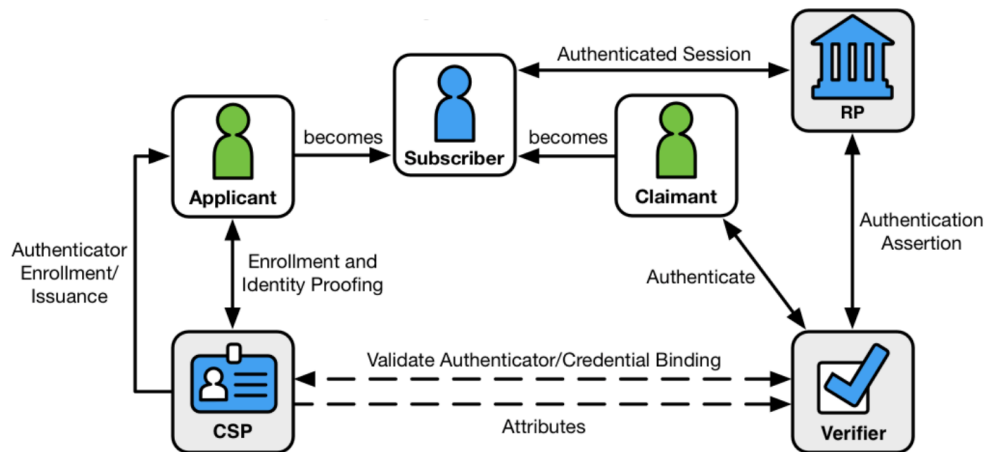 Authenticated Session
RP
becomes
Subscriber
becomes
Applicant
Claimant
Authenticator
Enrollment/
Issuance
Enrollment and
Identity Proofing
Authenticate
Authentication
Assertion
Validate Authenticator/Credential Binding
CSP
Attributes
Verifier